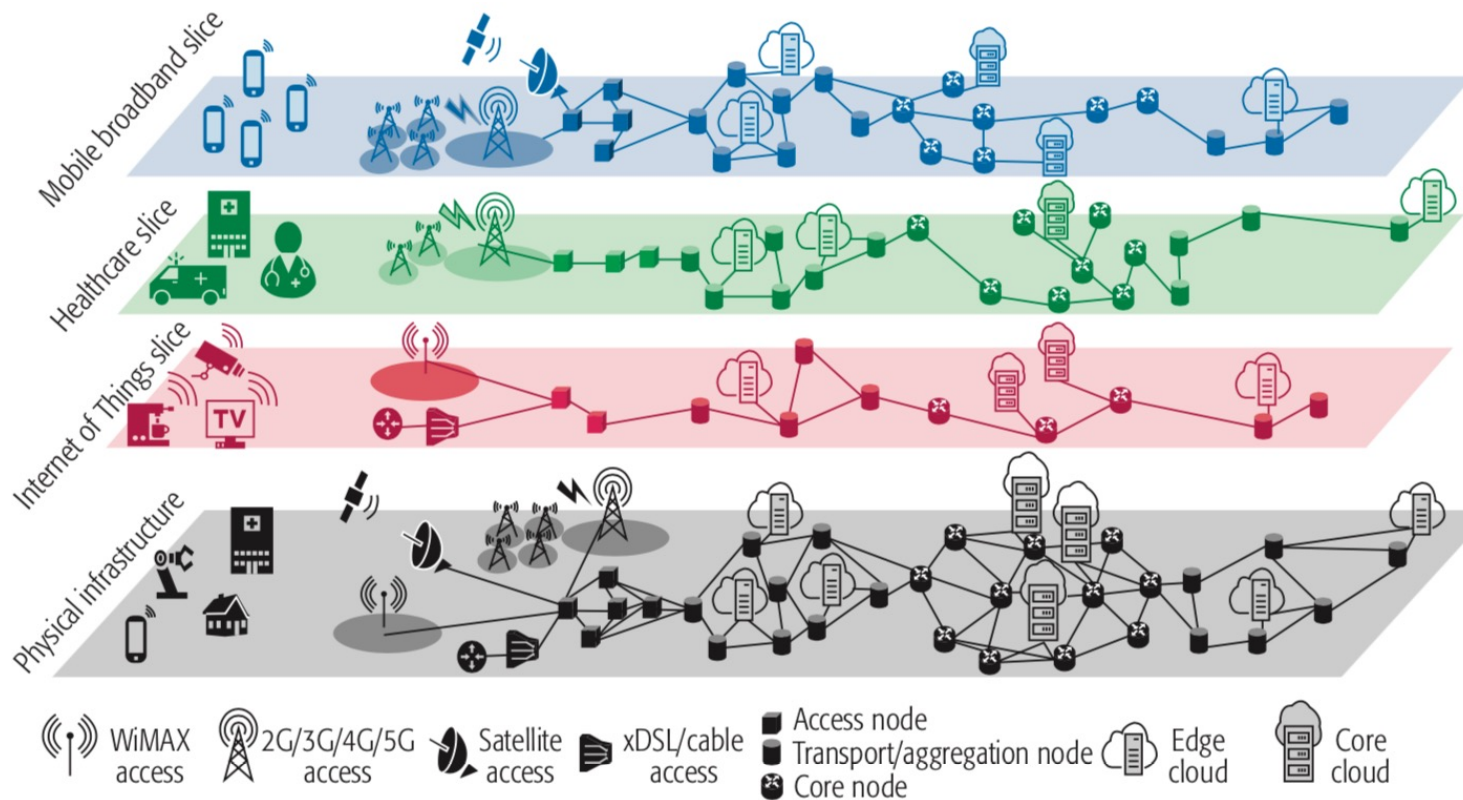 Mobile broadband slice
Healthcare slice
Internet of Things slice
TV
Physical infrastructure
WiMAX
access
2G/3G/4G/5G
access
Satellite
access
xDSL/cable
access
Access node
Transport/aggregation node
Core node
Edge
cloud
Core
cloud